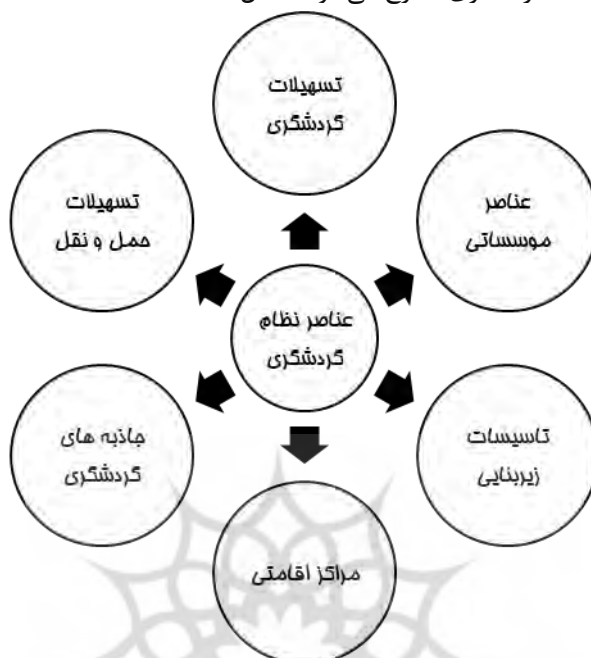 تسهیلات
گردشگری
عناصر
موسساتی
تسهیلات
حمل و نقل
عناصر نظام
گردشگری
تاسیسات
زیربنایی
جاذبه های
گردشگری
مراکز اقامتی